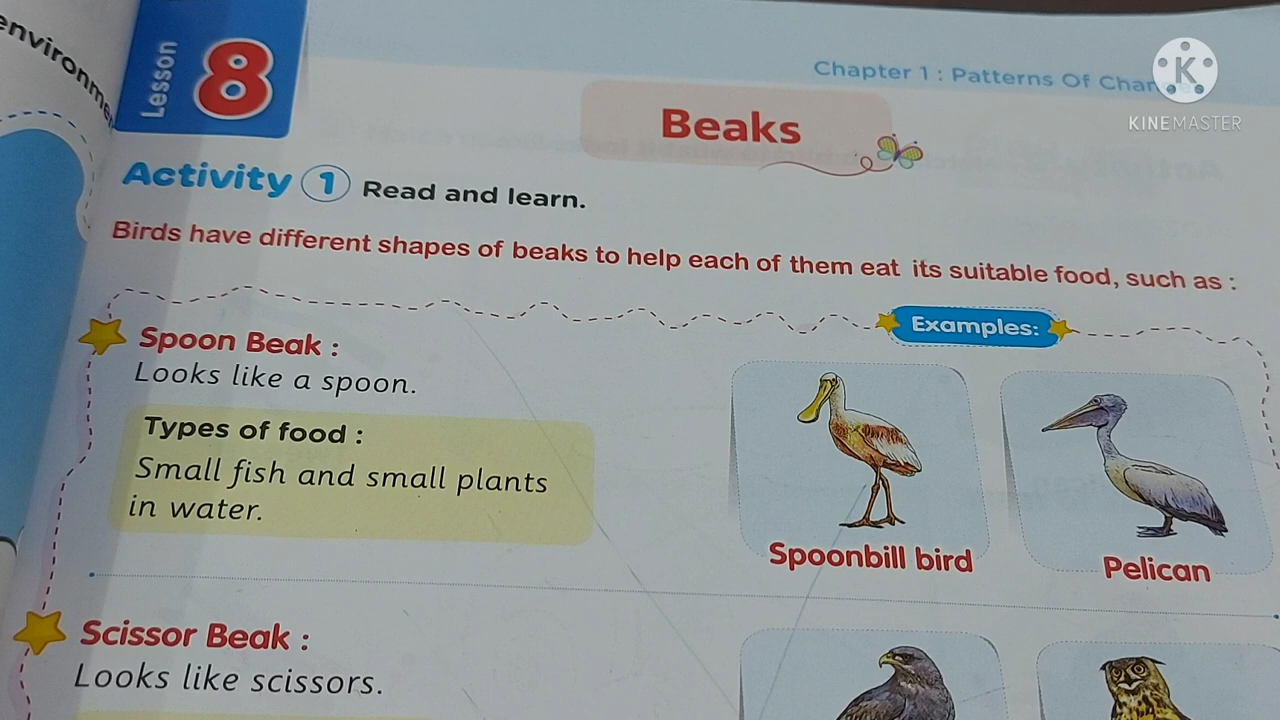 environme
Lesson 8
Chapter 1 : Patterns Of Chan
KINEMASTER
Beaks
Activity 1 Read and learn.
Birds have different shapes of beaks to help each of them eat its suitable food, such as :
Examples:
Spoon Beak :
Looks like a spoon.
Types of food :
Small fish and small plants
in water.
Spoonbill bird
Pelican
Scissor Beak :
Looks like scissors.